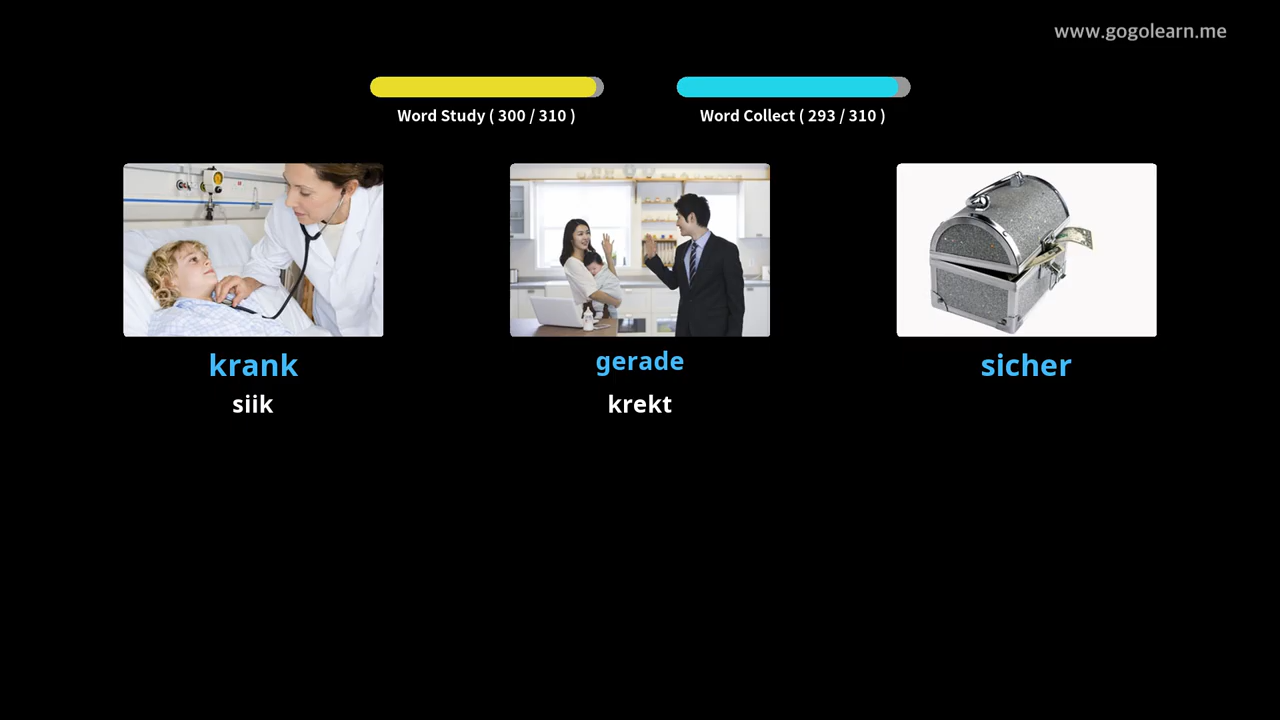 www.gogolearn.me
Word Study ( 300 / 310 )
Word Collect ( 293 / 310 )
krank
gerade
sicher
siik
krekt